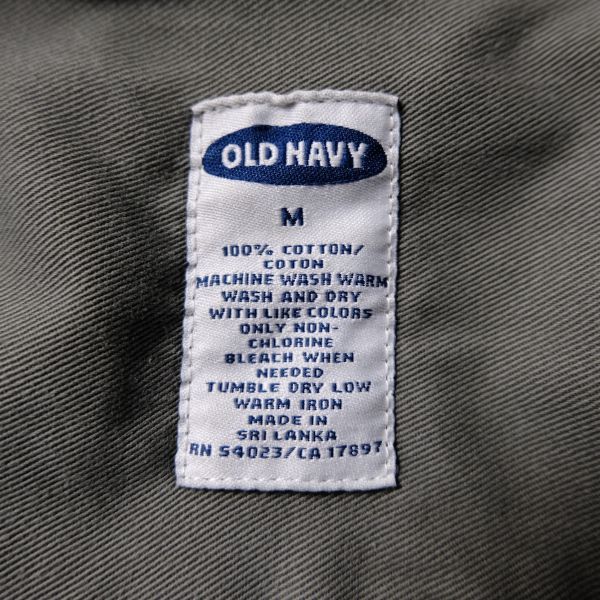 OLD NAVY
M
100% COTTON/
COTON
MACHINE WASH WARM
WASH AND DRY
WITH LIKE COLORS
ONLY NON-
CHLORINE
BLEACH WHEN
NEEDED
TUMBLE DRY LOW
WARM IRON
MADE IN
SRI LANKA
RN 54023/CA 17897